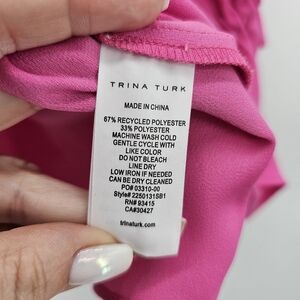 TRINA TURK
MADE IN CHINA
67% RECYCLED POLYESTER
33% POLYESTER
MACHINE WASH COLD
GENTLE CYCLE WITH
LIKE COLOR
DO NOT BLEACH
LINE DRY
LOW IRON IF NEEDED
CAN BE DRY CLEANED
PO# 03310-00
Style# 2250131581
RN# 93415
CA#30427
trinaturk.com